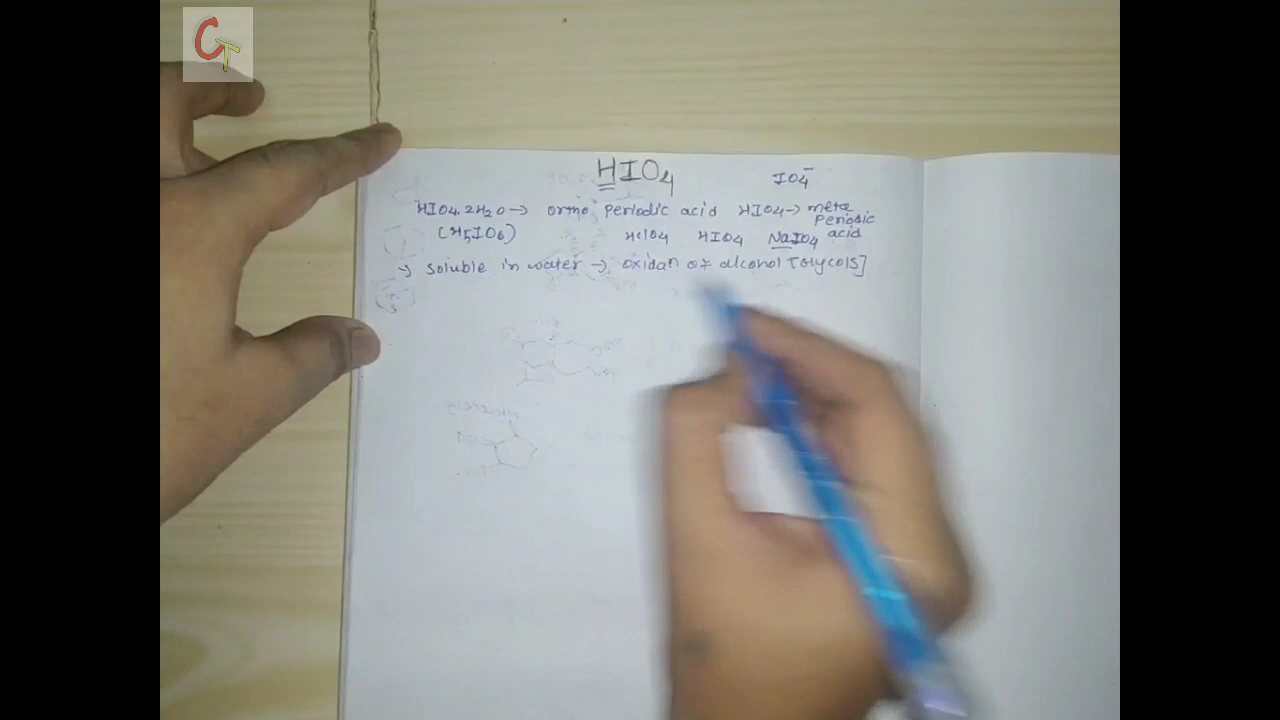 CT
HIO4 IO4-
HIO4.2H2O → ortho Periodic acid HIO4 → meta Periodic acid
(H5IO6) HClO4 HIO4 NaIO4
→ soluble in water → oxidan of alcohol [Glycols]